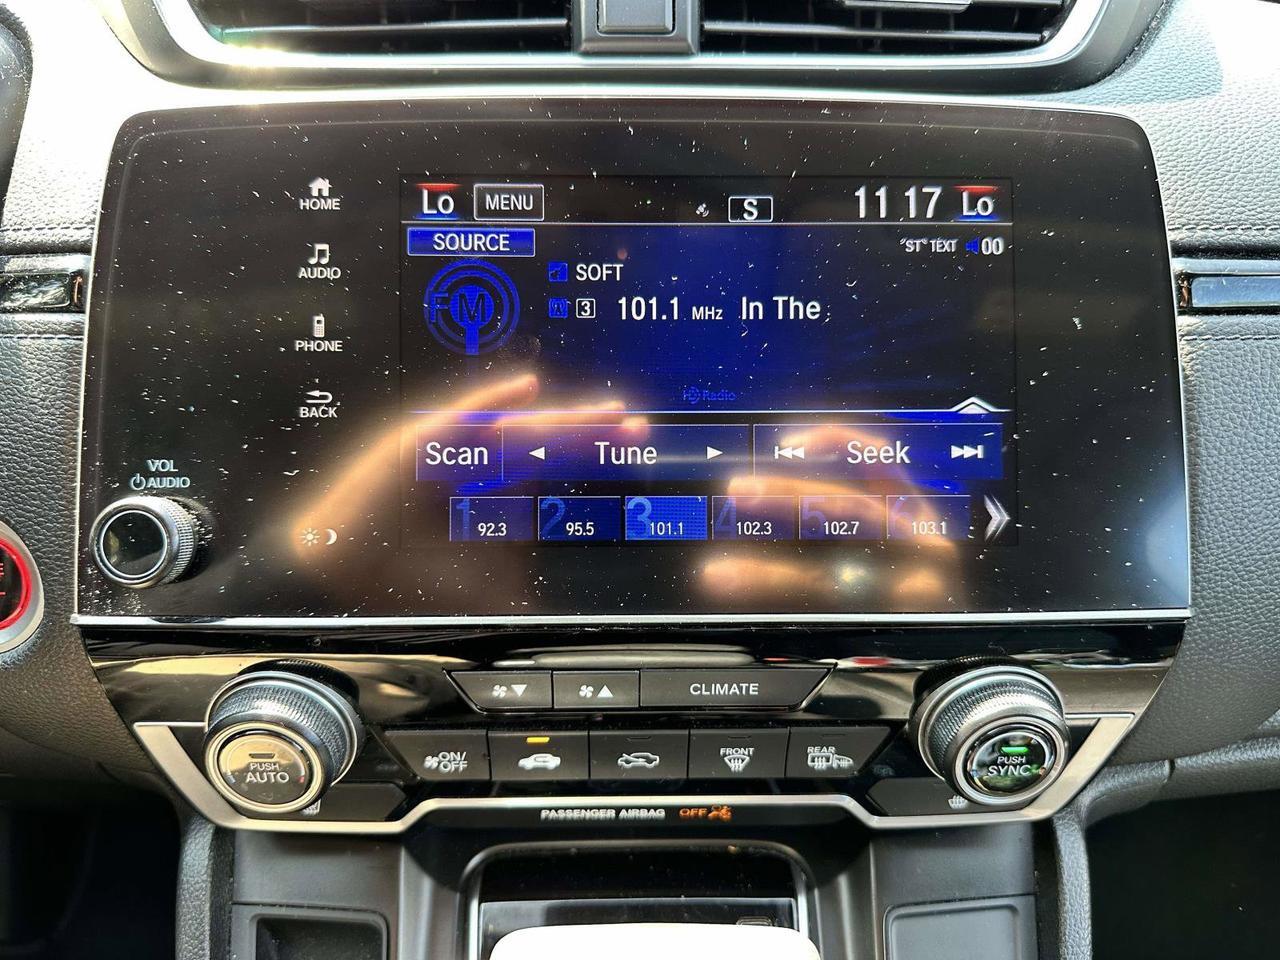 HOME
AUDIO
PHONE
BACK
VOL
AUDIO
Lo MENU S 11 17 Lo
SOURCE "ST" TEXT 00
FM SOFT
3 101.1 MHz In The
HD Radio
Scan Tune Seek
1 92.3 2 95.5 3 101.1 4 102.3 5 102.7 6 103.1
CLIMATE
PUSH AUTO
ON/OFF
FRONT
REAR
PUSH SYNC
PASSENGER AIRBAG OFF